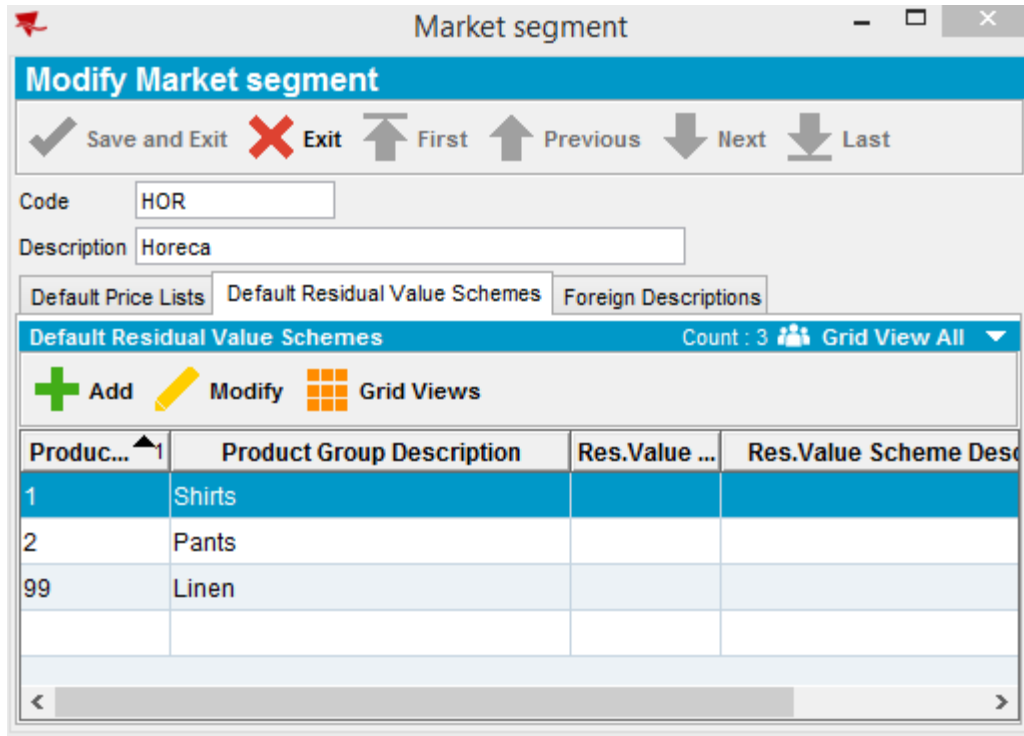 Market segment
Modify Market segment
Save and Exit Exit First Previous Next Last
Code HOR
Description Horeca
Default Price Lists Default Residual Value Schemes Foreign Descriptions
Default Residual Value Schemes Count : 3 Grid View All
Add Modify Grid Views
Produc... 1 Product Group Description Res.Value ... Res.Value Scheme Desc
1 Shirts
2 Pants
99 Linen